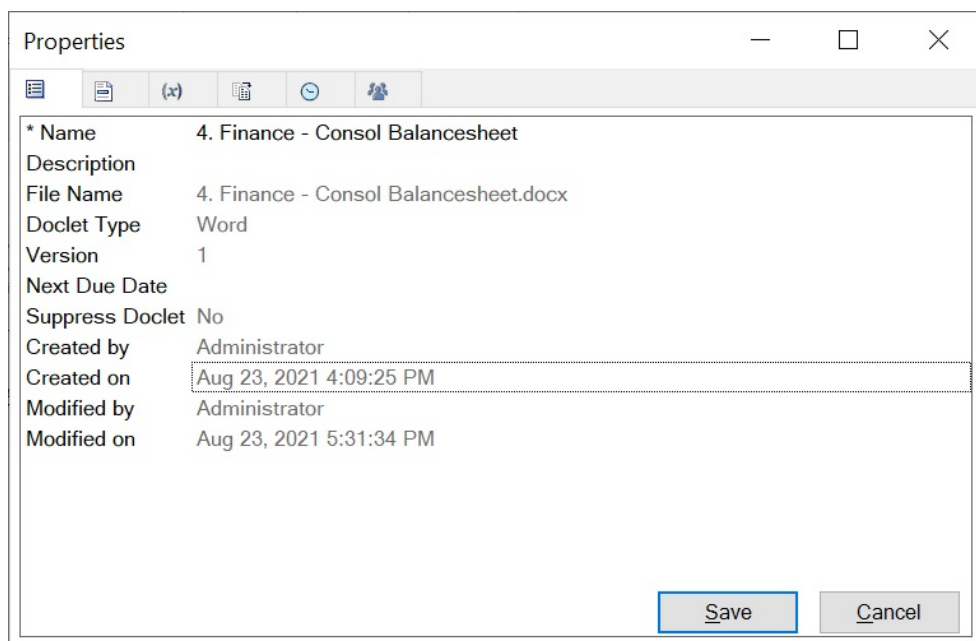 Properties
(x)
* Name 4. Finance - Consol Balancesheet
Description
File Name 4. Finance - Consol Balancesheet.docx
Doclet Type Word
Version 1
Next Due Date
Suppress Doclet No
Created by Administrator
Created on Aug 23, 2021 4:09:25 PM
Modified by Administrator
Modified on Aug 23, 2021 5:31:34 PM
Save Cancel